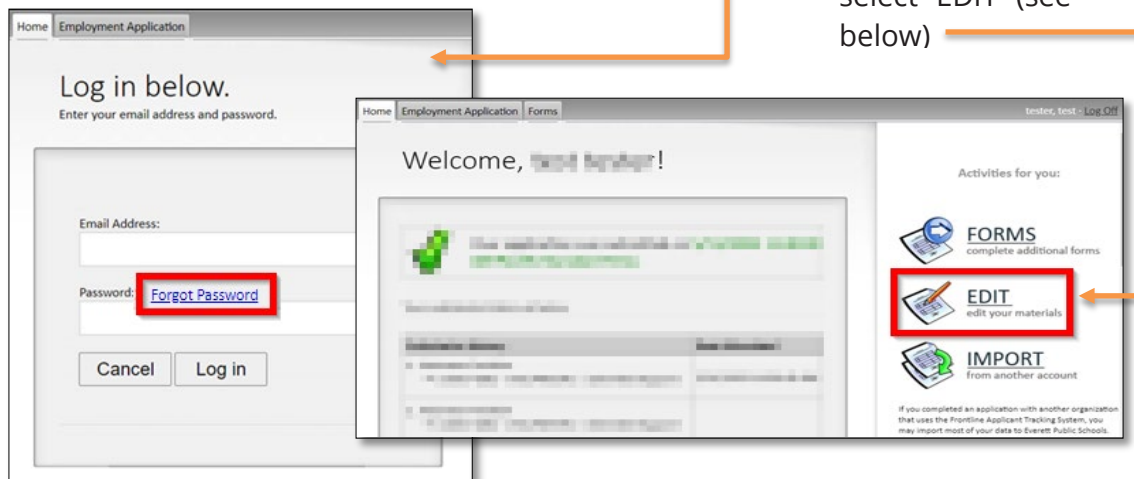 select "EDIT" (see
below)
Home Employment Application
Log in below.
Enter your email address and password.
Email Address:
Password: Forgot Password
Cancel Log in
Home Employment Application Forms
tester, test - Log Off
Welcome, !
Activities for you:
FORMS
complete additional forms
EDIT
edit your materials
IMPORT
from another account
If you completed an application with another organization
that uses the Frontline Applicant Tracking System, you
may import most of your data to Everett Public Schools.